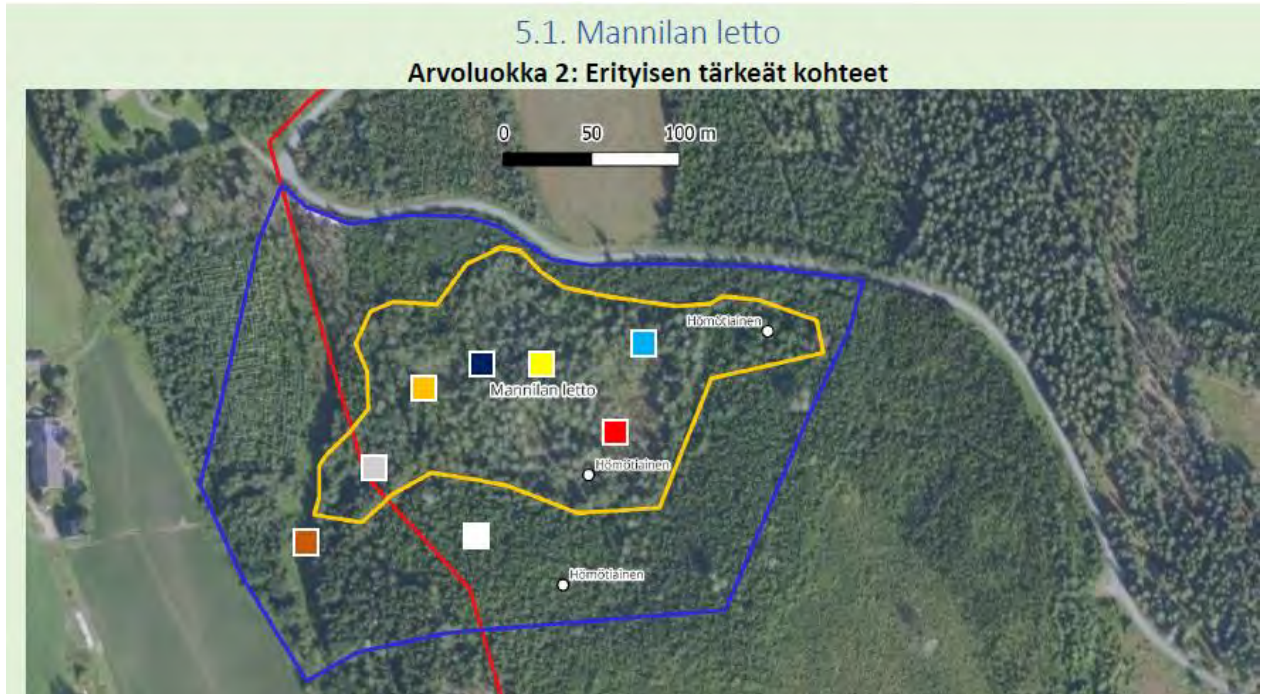 5.1. Mannilan letto
Arvoluokka 2: Erityisen tärkeät kohteet
0 50 100 m
Hömötiainen
Mannilan letto
Hömötiainen
Hömötiainen